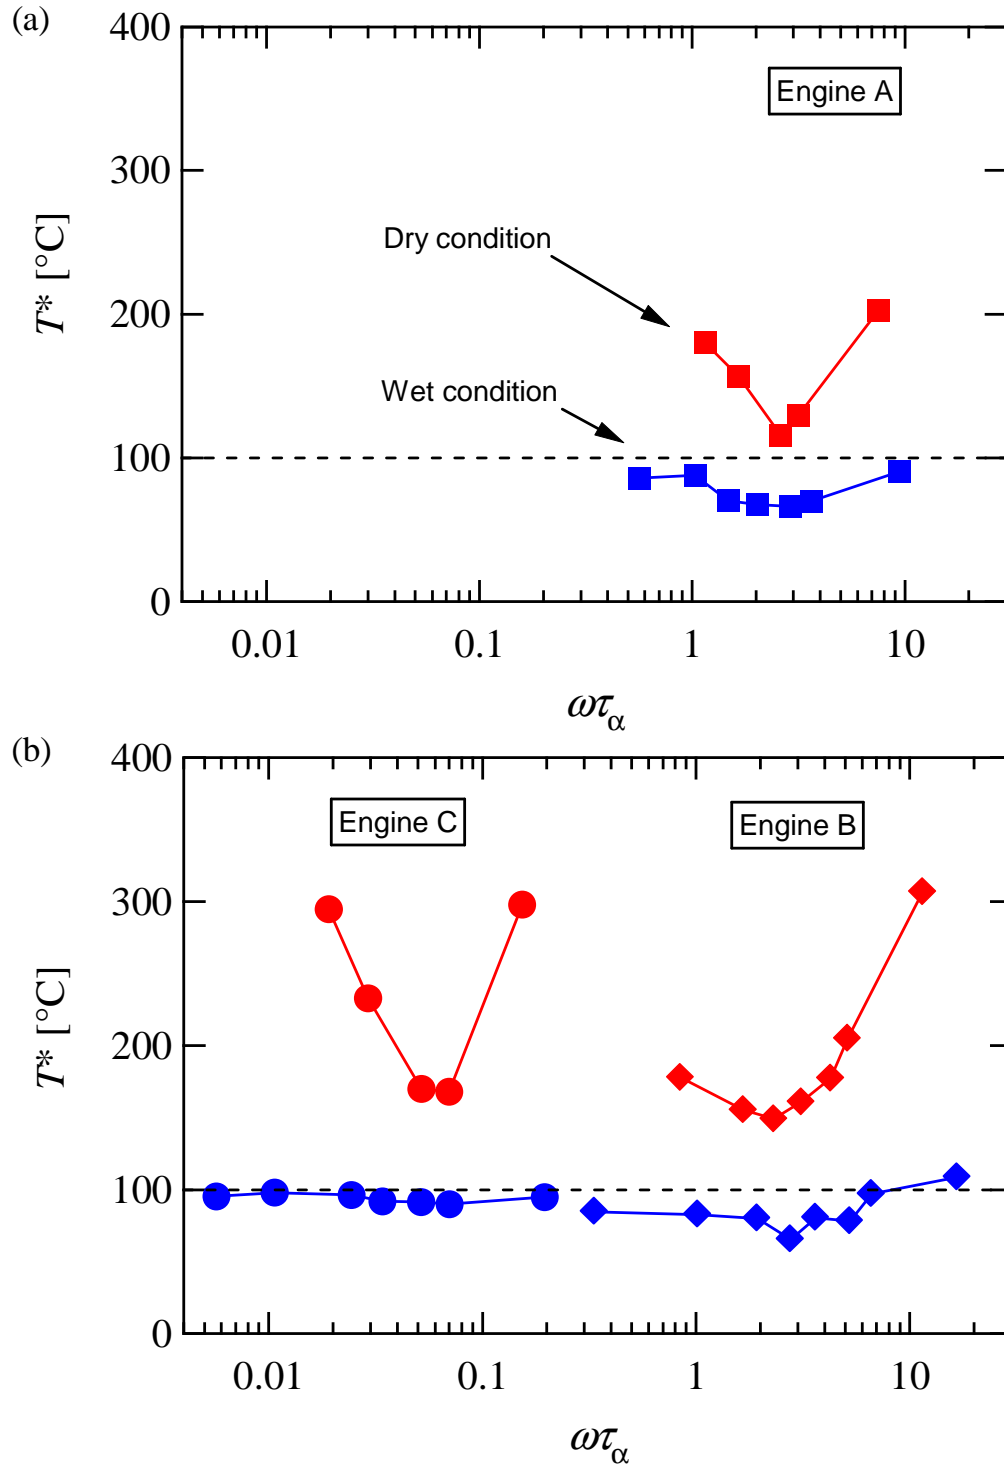 (a)
400
Engine A
300
T* [°C]
Dry condition
200
Wet condition
100
0
0.01 0.1 1 10
ωτα
(b)
400
Engine C Engine B
300
T* [°C]
200
100
0
0.01 0.1 1 10
ωτα